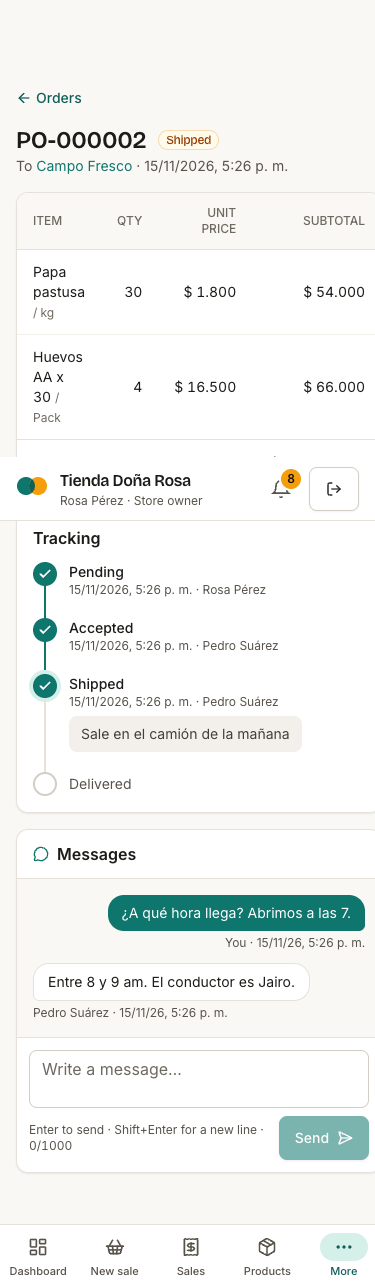 ← Orders
PO-000002 Shipped
To Campo Fresco · 15/11/2026, 5:26 p. m.
ITEM QTY UNIT PRICE SUBTOTAL
Papa pastusa / kg 30 $ 1.800 $ 54.000
Huevos AA x 30 / Pack 4 $ 16.500 $ 66.000
Tienda Doña Rosa
8
Rosa Pérez · Store owner
Tracking
Pending
15/11/2026, 5:26 p. m. · Rosa Pérez
Accepted
15/11/2026, 5:26 p. m. · Pedro Suárez
Shipped
15/11/2026, 5:26 p. m. · Pedro Suárez
Sale en el camión de la mañana
Delivered
Messages
¿A qué hora llega? Abrimos a las 7.
You · 15/11/26, 5:26 p. m.
Entre 8 y 9 am. El conductor es Jairo.
Pedro Suárez · 15/11/26, 5:26 p. m.
Write a message...
Enter to send · Shift+Enter for a new line ·
0/1000
Send
Dashboard New sale Sales Products More